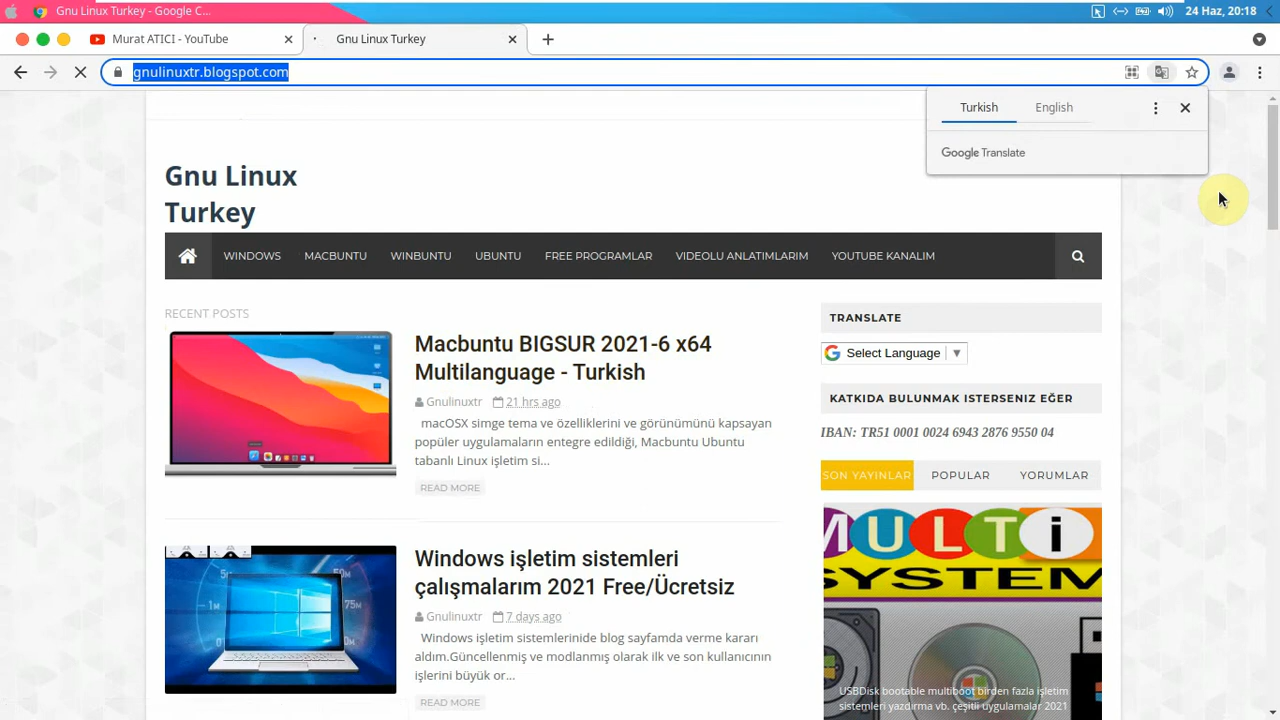 Gnu Linux Turkey - Google C...
24 Haz, 20:18
Murat ATICI - YouTube
Gnu Linux Turkey
gnulinuxtr.blogspot.com
Turkish
English
Google Translate
Gnu Linux
Turkey
WINDOWS
MACBUNTU
WINBUNTU
UBUNTU
FREE PROGRAMLAR
VIDEOLU ANLATIMLARIM
YOUTUBE KANALIM
RECENT POSTS
Macbuntu BIGSUR 2021-6 x64
Multilanguage - Turkish
Gnulinuxtr
21 hrs ago
macOSX simge tema ve özelliklerini ve görünümünü kapsayan
popüler uygulamaların entegre edildiği, Macbuntu Ubuntu
tabanlı Linux işletim si...
READ MORE
Windows işletim sistemleri
çalışmalarım 2021 Free/Ücretsiz
Gnulinuxtr
7 days ago
Windows işletim sistemlerinide blog sayfamda verme kararı
aldım.Güncellenmiş ve modlanmış olarak ilk ve son kullanıcının
işlerini büyük or...
READ MORE
TRANSLATE
Select Language
KATKIDA BULUNMAK ISTERSENIZ EĞER
IBAN: TR51 0001 0024 6943 2876 9550 04
SON YAYINLAR
POPULAR
YORUMLAR
MULTi
SYSTEM
USBDisk bootable multiboot birden fazla işletim
sistemleri yazdırma vb. çeşitli uygulamalar 2021